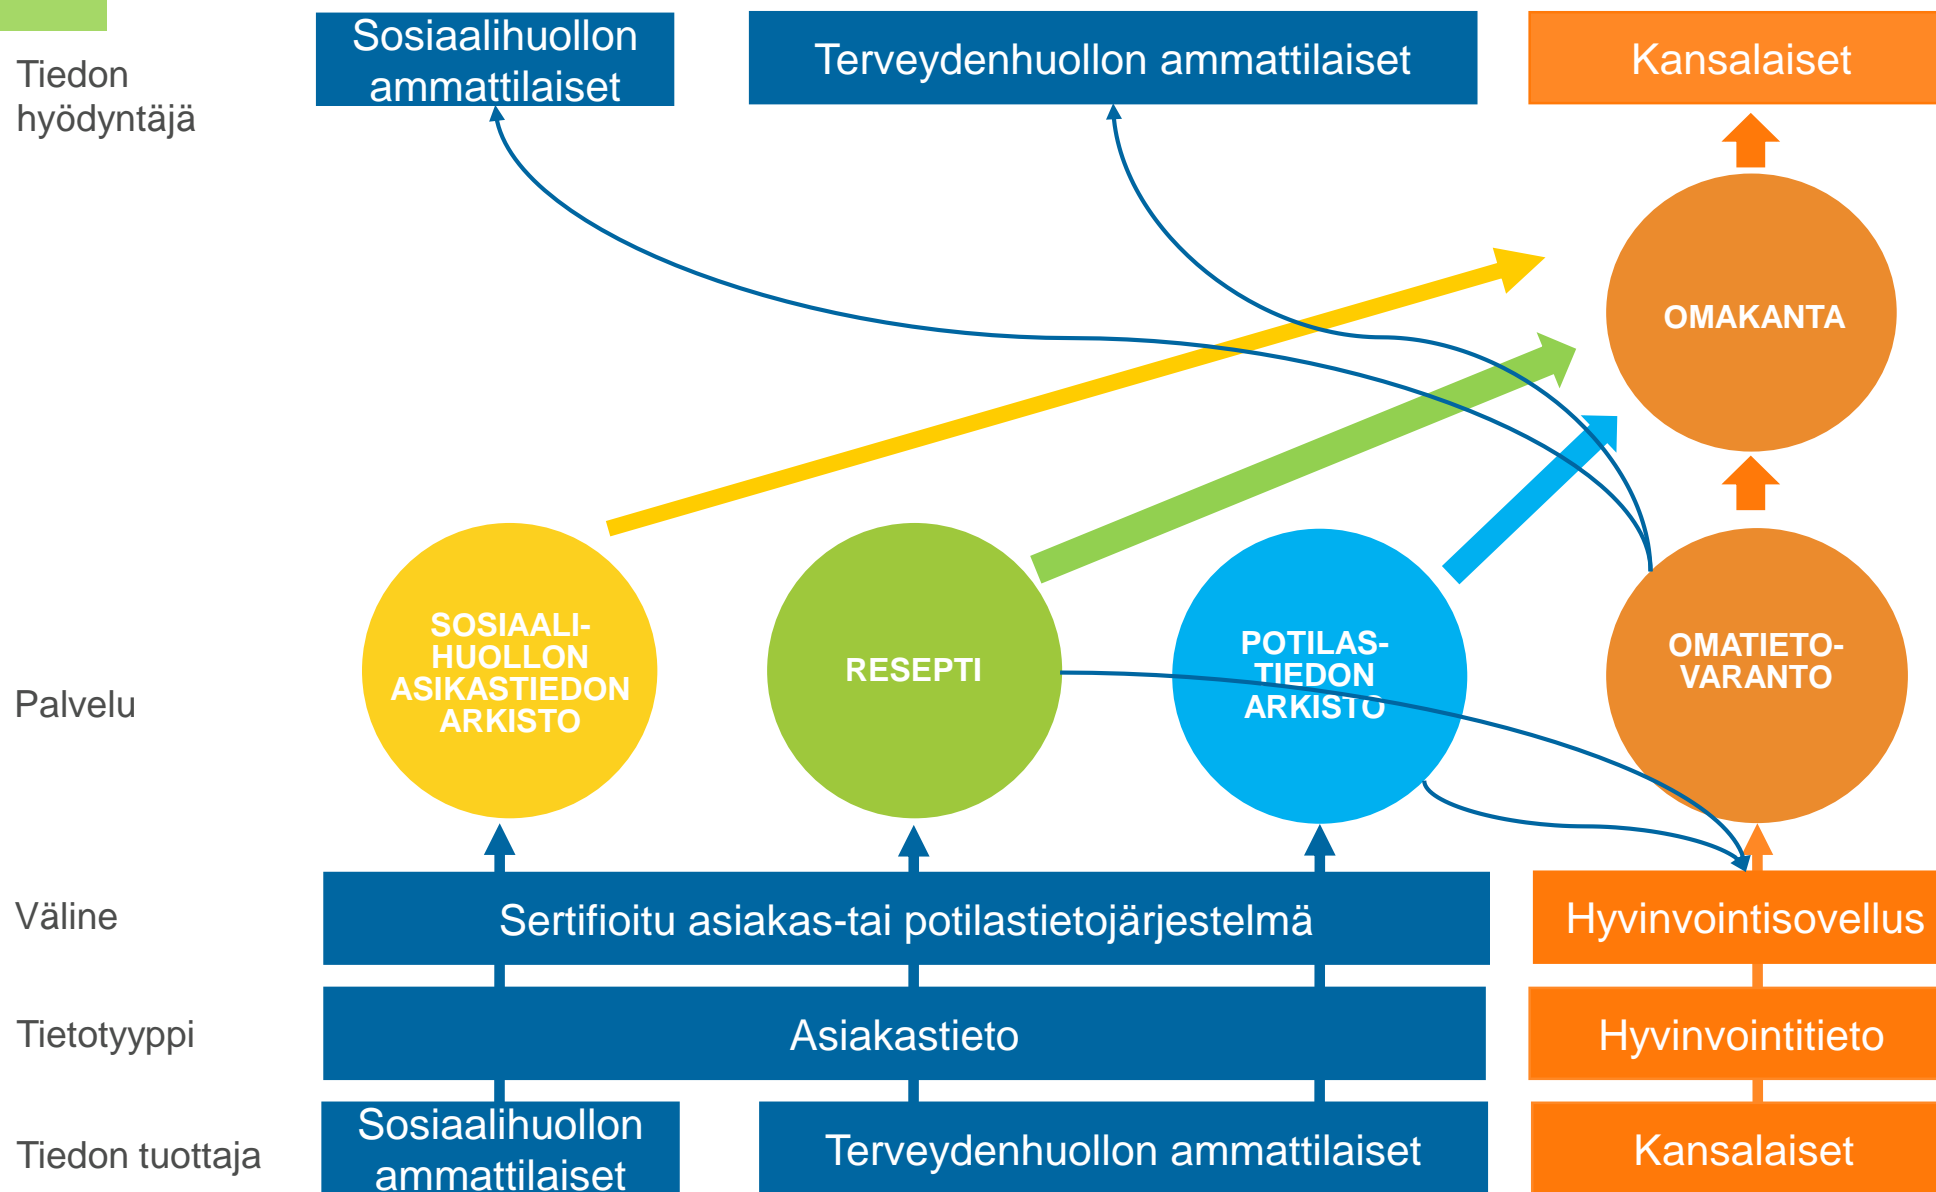 Tiedon
hyödyntäjä
Sosiaalihuollon
ammattilaiset
Terveydenhuollon ammattilaiset
Kansalaiset
OMAKANTA
Palvelu
SOSIAALI-
HUOLLON
ASIKASTIEDON
ARKISTO
RESEPTI
POTILAS-
TIEDON
ARKISTO
OMATIETO-
VARANTO
Väline
Sertifioitu asiakas-tai potilastietojärjestelmä
Hyvinvointisovellus
Tietotyyppi
Asiakastieto
Hyvinvointitieto
Tiedon tuottaja
Sosiaalihuollon
ammattilaiset
Terveydenhuollon ammattilaiset
Kansalaiset